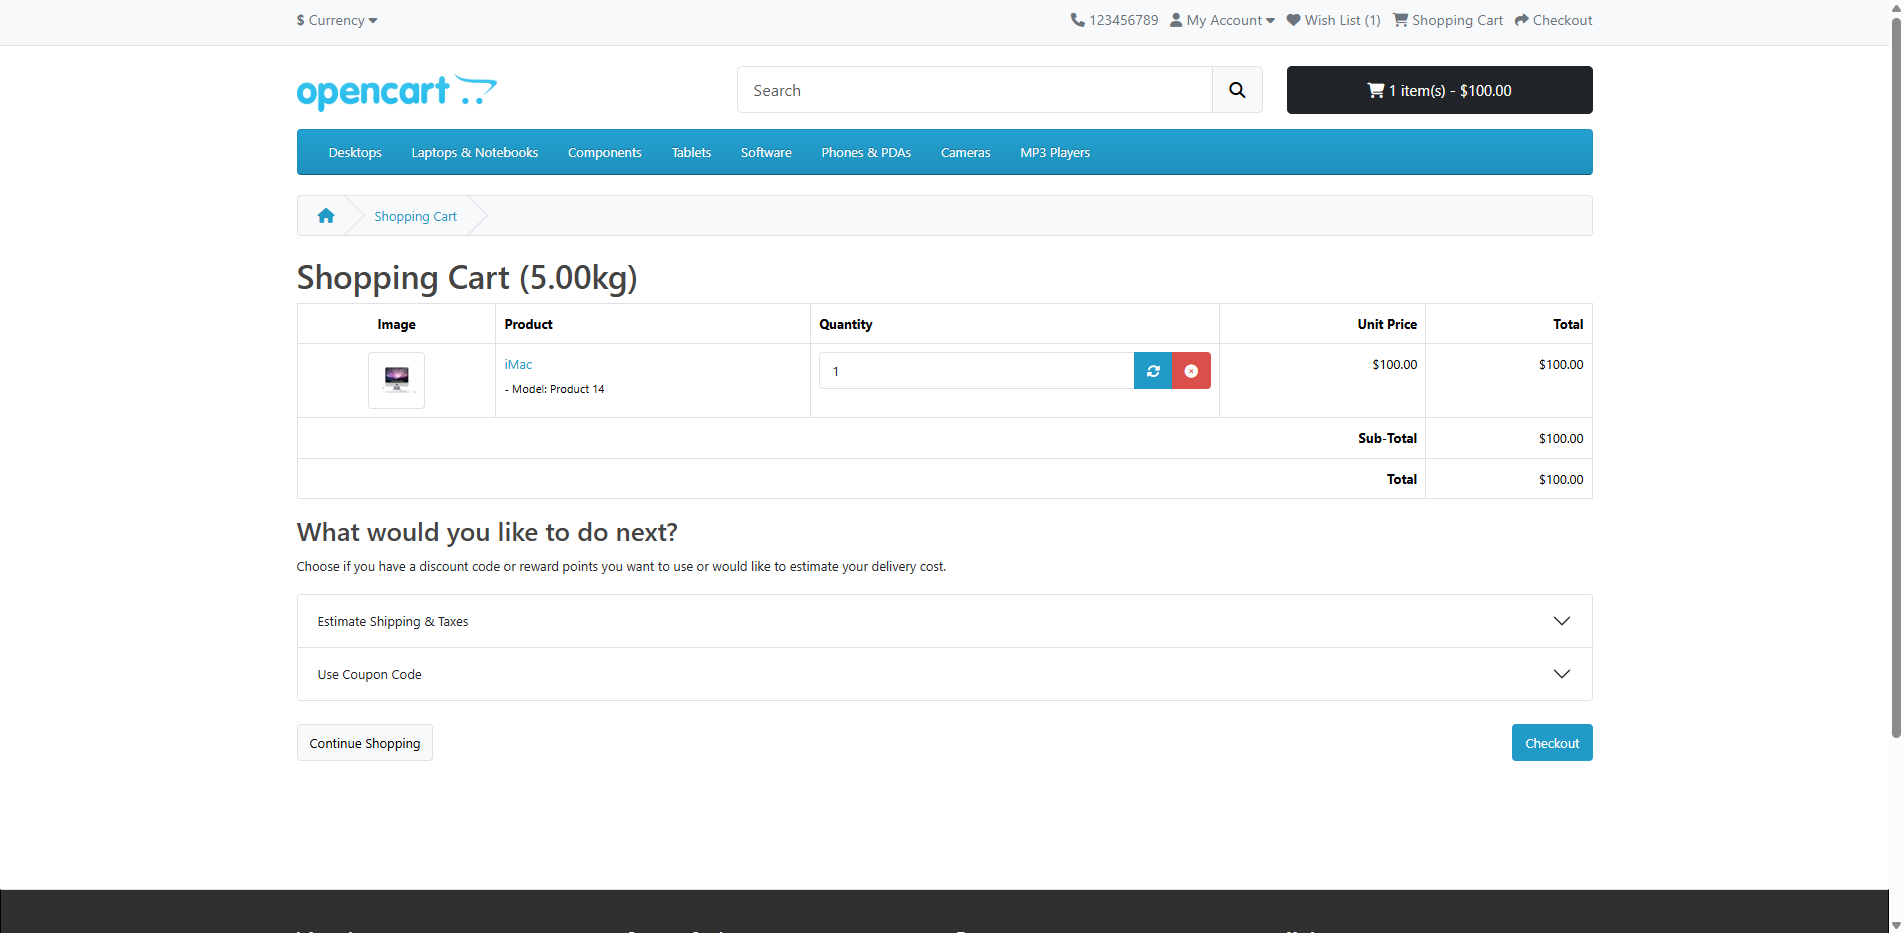 $ Currency
123456789 My Account Wish List (1) Shopping Cart Checkout
opencart
Search
1 item(s) - $100.00
Desktops Laptops & Notebooks Components Tablets Software Phones & PDAs Cameras MP3 Players
Shopping Cart
Shopping Cart (5.00kg)
Image Product Quantity Unit Price Total
iMac 1 $100.00 $100.00
- Model: Product 14
Sub-Total $100.00
Total $100.00
What would you like to do next?
Choose if you have a discount code or reward points you want to use or would like to estimate your delivery cost.
Estimate Shipping & Taxes
Use Coupon Code
Continue Shopping Checkout